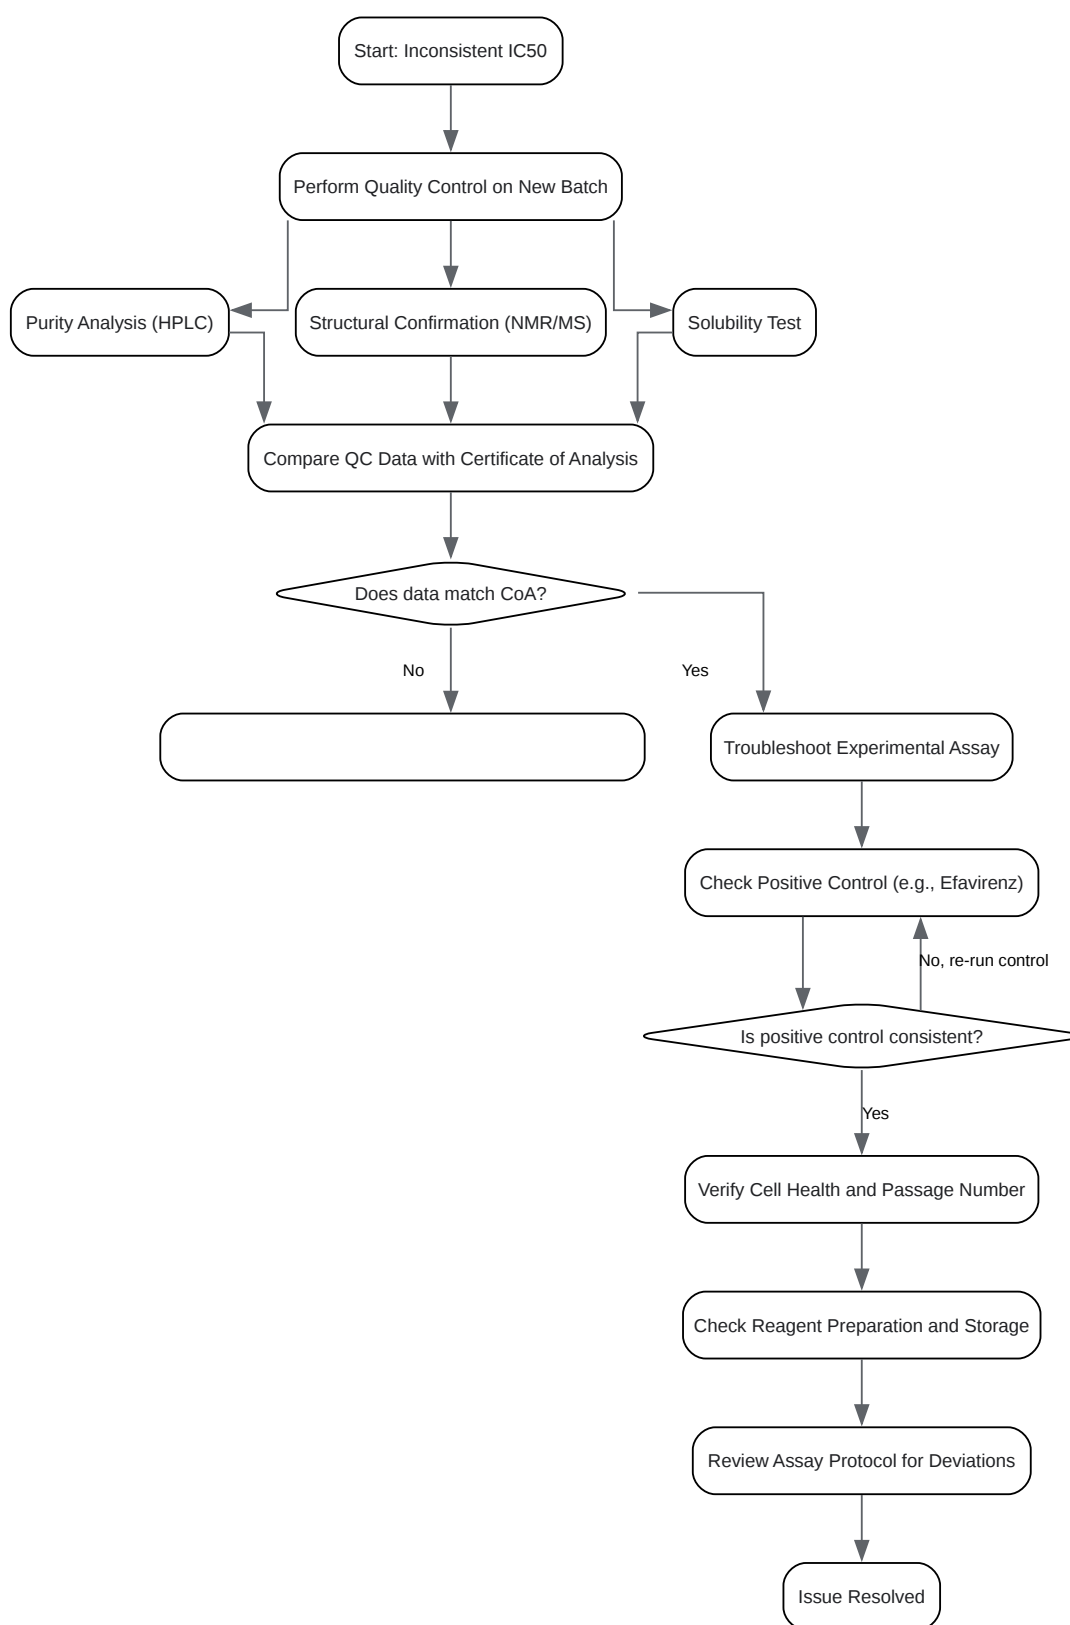 Start: Inconsistent IC50
Perform Quality Control on New Batch
Purity Analysis (HPLC)
Structural Confirmation (NMR/MS)
Solubility Test
Compare QC Data with Certificate of Analysis
Does data match CoA?
No
Yes
Troubleshoot Experimental Assay
Check Positive Control (e.g., Efavirenz)
No, re-run control
Is positive control consistent?
Yes
Verify Cell Health and Passage Number
Check Reagent Preparation and Storage
Review Assay Protocol for Deviations
Issue Resolved